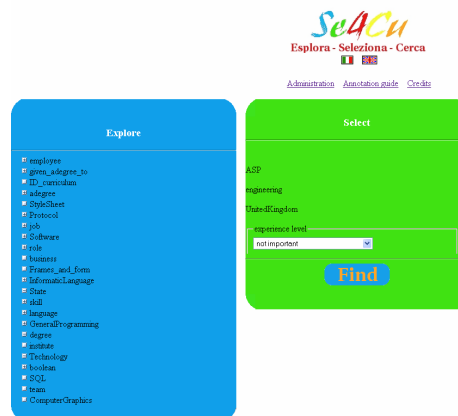 Se4Cu
Esplora - Seleziona - Cerca
Administration Annotation guide Credits
Explore
employee
given_adegree_to
ID_curriculum
adegree
StyleSheet
Protocol
job
Software
role
business
Frames_and_form
InformaticLanguage
State
skill
language
GeneralProgramming
degree
institute
Technology
boolean
SQL
team
ComputerGraphics
Select
ASP
engineering
UnitedKingdom
experience level
not important
Find